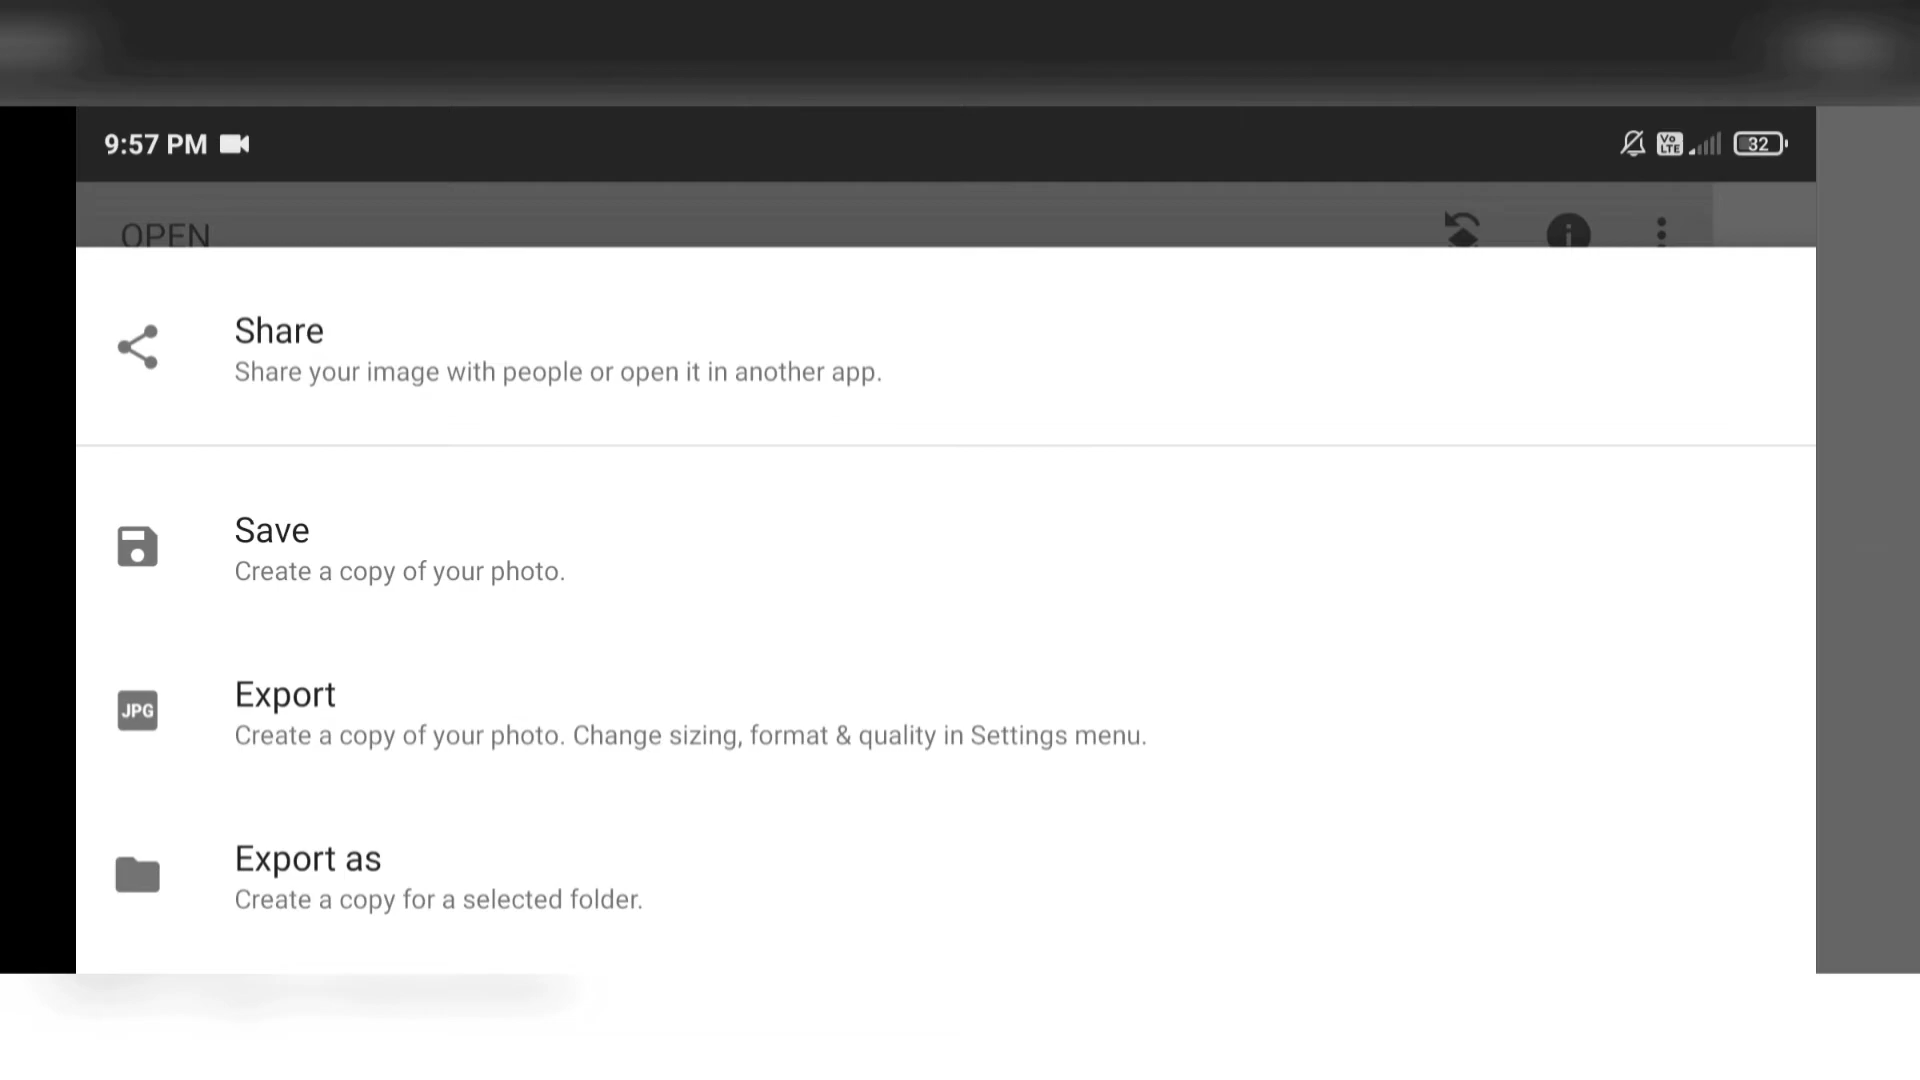 9:57 PM
Vo LTE
32
OPEN
Share
Share your image with people or open it in another app.
Save
Create a copy of your photo.
JPG
Export
Create a copy of your photo. Change sizing, format & quality in Settings menu.
Export as
Create a copy for a selected folder.